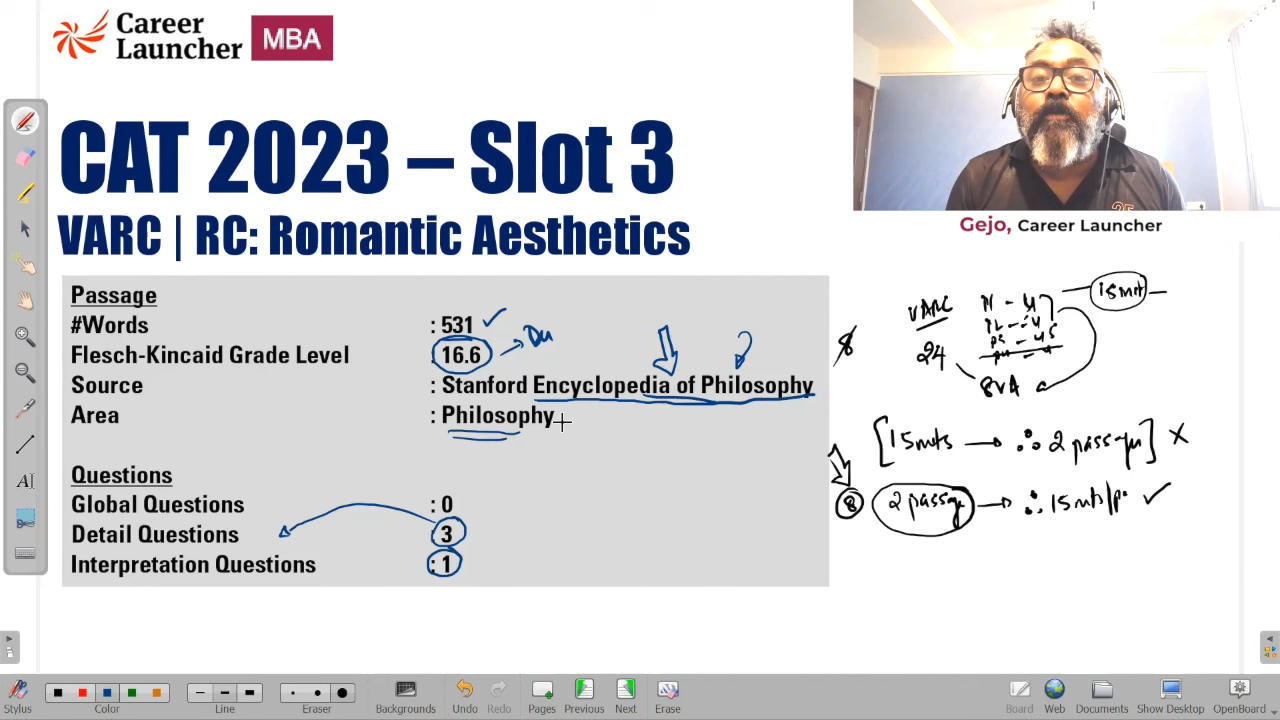 Career
Launcher
MBA
CAT 2023 – Slot 3
VARC | RC: Romantic Aesthetics
Gejo, Career Launcher
Passage
#Words : 531
Flesch-Kincaid Grade Level : 16.6
Source : Stanford Encyclopedia of Philosophy
Area : Philosophy
Questions
Global Questions : 0
Detail Questions : 3
Interpretation Questions : 1
VARC
24
15mts
8VA
[15mts → ∴ 2 passages] X
8 2 passage → ∴ 15mts/p.
Stylus
Color
Line
Eraser
Backgrounds
Undo
Redo
Pages
Previous
Next
Erase
Board
Web
Documents
Show Desktop
OpenBoard